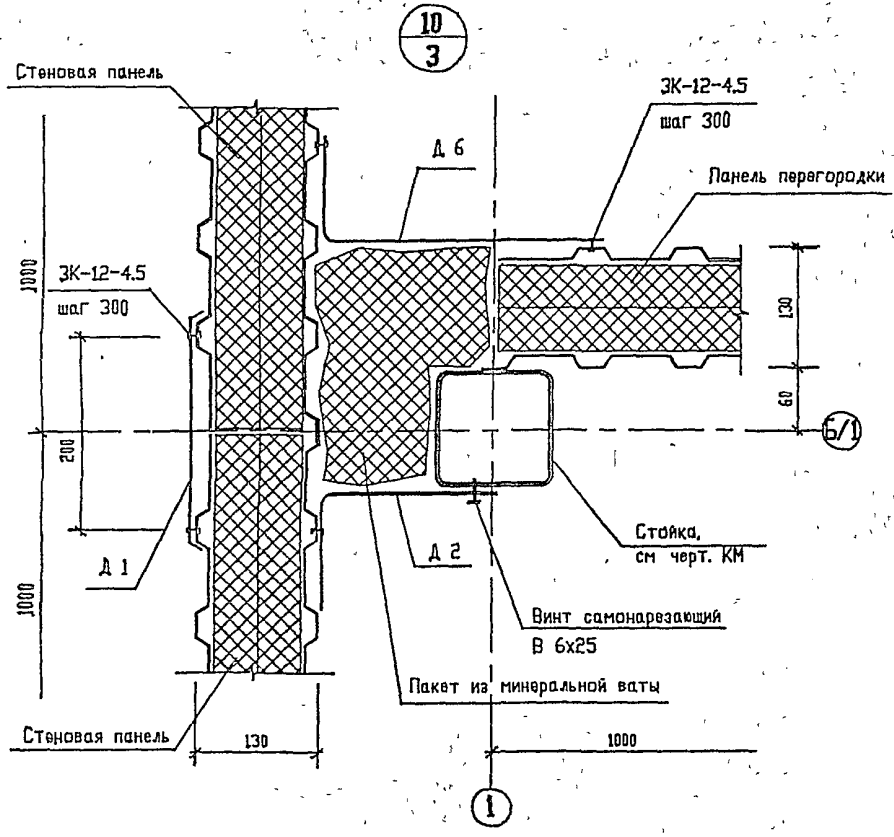 10
3
Стеновая панель
ЗК-12-4.5
шаг 300
Д 6
Панель перегородки
1000
ЗК-12-4.5
шаг 300
130
60
Б/1
200
Д 1
Д 2
Стойка,
см черт. КМ
1000
Винт самонарезающий
В 6х25
Пакет из минеральной ваты
Стеновая панель
130
1000
1